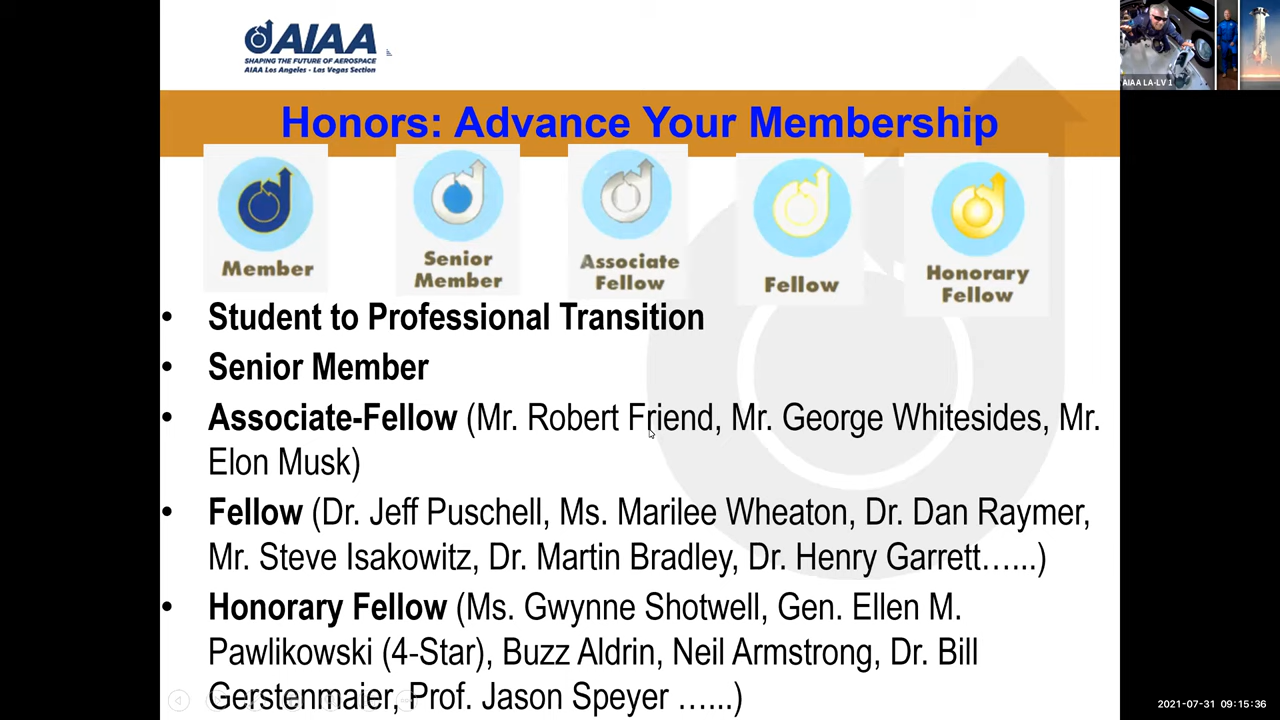 AIAA
SHAPING THE FUTURE OF AEROSPACE
AIAA Los Angeles - Las Vegas Section
AIAA LA-LV 1
Honors: Advance Your Membership
Member
Senior
Member
Associate
Fellow
Fellow
Honorary
Fellow
• Student to Professional Transition
• Senior Member
• Associate-Fellow (Mr. Robert Friend, Mr. George Whitesides, Mr.
Elon Musk)
• Fellow (Dr. Jeff Puschell, Ms. Marilee Wheaton, Dr. Dan Raymer,
Mr. Steve Isakowitz, Dr. Martin Bradley, Dr. Henry Garrett…...)
• Honorary Fellow (Ms. Gwynne Shotwell, Gen. Ellen M.
Pawlikowski (4-Star), Buzz Aldrin, Neil Armstrong, Dr. Bill
Gerstenmaier, Prof. Jason Speyer …...)
2021-07-31 09:15:36